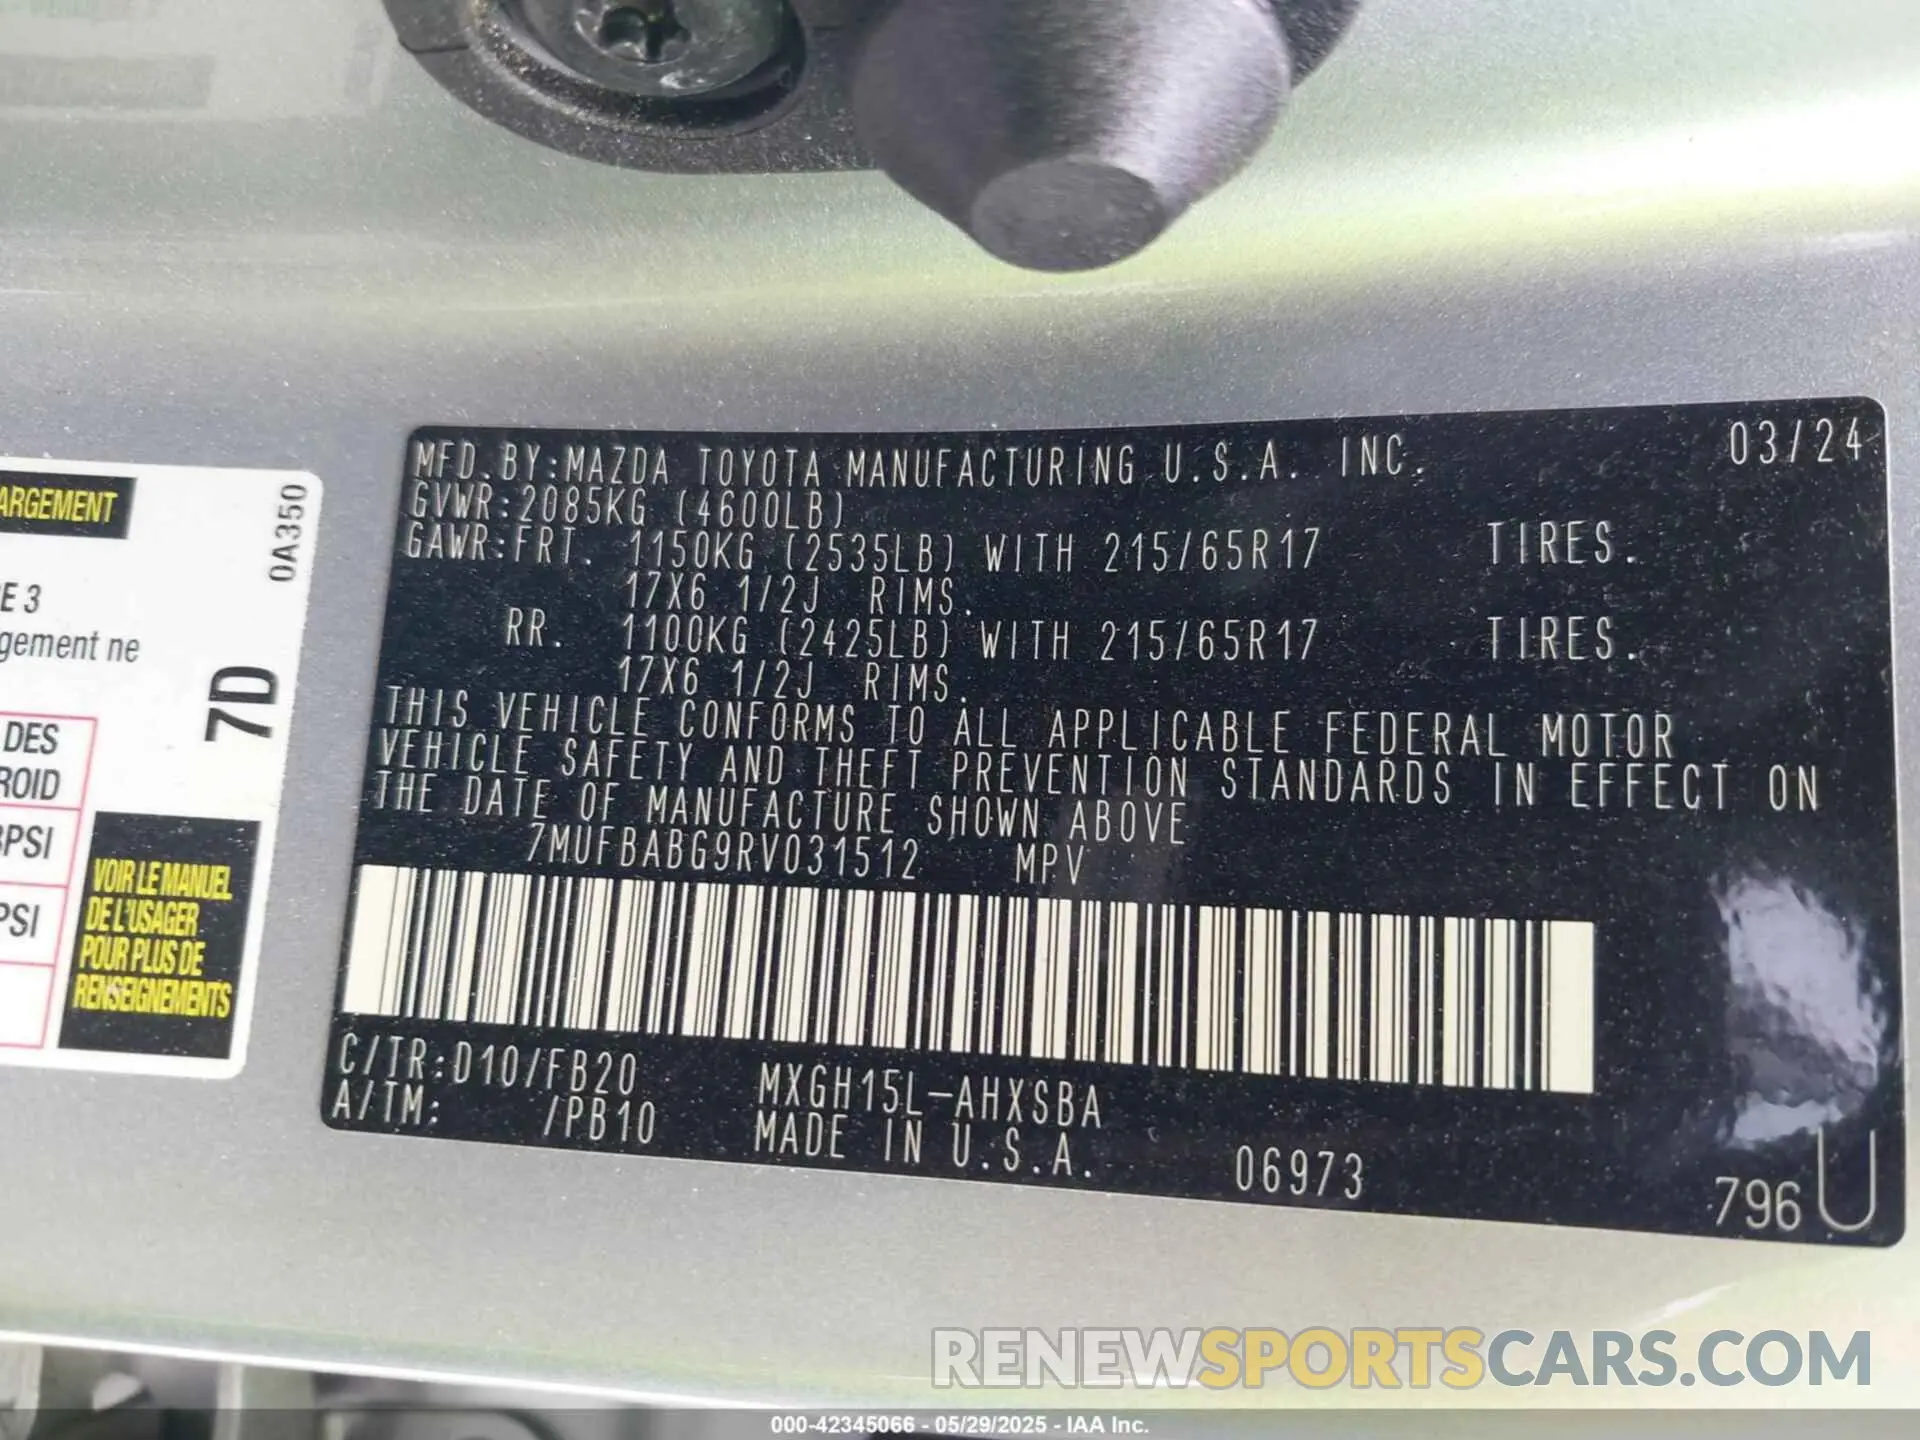 MFD. BY:MAZDA TOYOTA MANUFACTURING U.S.A. INC. 03/24
GVWR:2085KG (4600LB)
GAWR:FRT. 1150KG (2535LB) WITH 215/65R17 TIRES.
17X6 1/2J RIMS.
RR. 1100KG (2425LB) WITH 215/65R17 TIRES.
17X6 1/2J RIMS.
THIS VEHICLE CONFORMS TO ALL APPLICABLE FEDERAL MOTOR
VEHICLE SAFETY AND THEFT PREVENTION STANDARDS IN EFFECT ON
THE DATE OF MANUFACTURE SHOWN ABOVE
7MUFBABG9RV031512 MPV
C/TR:D10/FB20 MXGH15L-AHXSBA
A/TM: /PB10 MADE IN U.S.A. 06973
796 U
ARGEMENT
E 3
gement ne
DES
ROID
PSI
PSI
0A350
7D
VOIR LE MANUEL
DE L'USAGER
POUR PLUS DE
RENSEIGNEMENTS
RENEWSPORTSCARS.COM
000-42345066 - 05/29/2025 - IAA Inc.